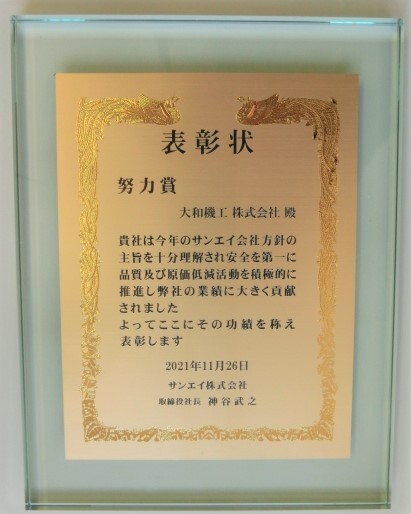 表彰状
努力賞
大和機工 株式会社 殿
貴社は今年のサンエイ会社方針の
主旨を十分理解され安全を第一に
品質及び原価低減活動を積極的に
推進し弊社の業績に大きく貢献
されました
よってここにその功績を称え
表彰します
2021年11月26日
サンエイ株式会社
取締役社長 神谷武之